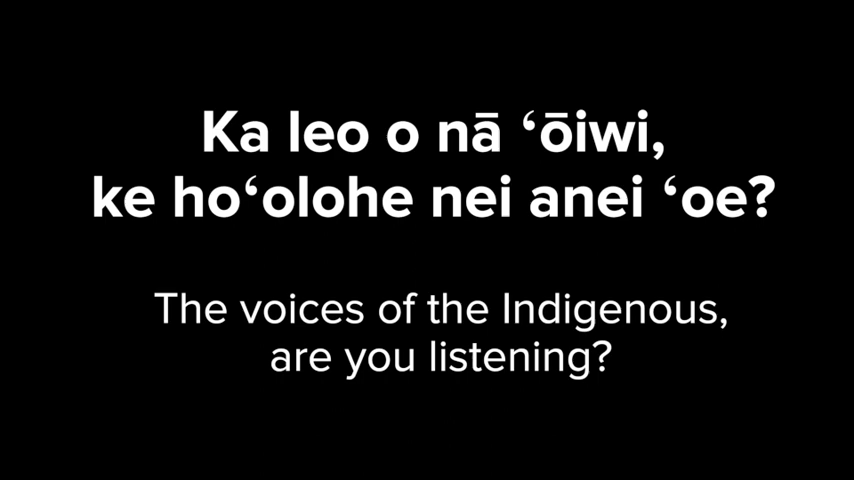 Ka leo o nā ʻōiwi,
ke hoʻolohe nei anei ʻoe?
The voices of the Indigenous,
are you listening?